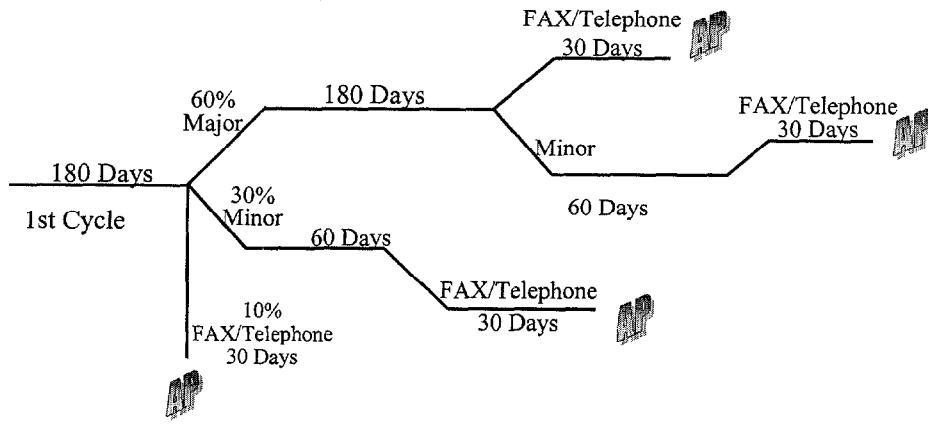 FAX/Telephone
30 Days
AP
60%
Major
180 Days
FAX/Telephone
30 Days
AP
Minor
180 Days
1st Cycle
30%
Minor
60 Days
60 Days
FAX/Telephone
30 Days
AP
10%
FAX/Telephone
30 Days
AP